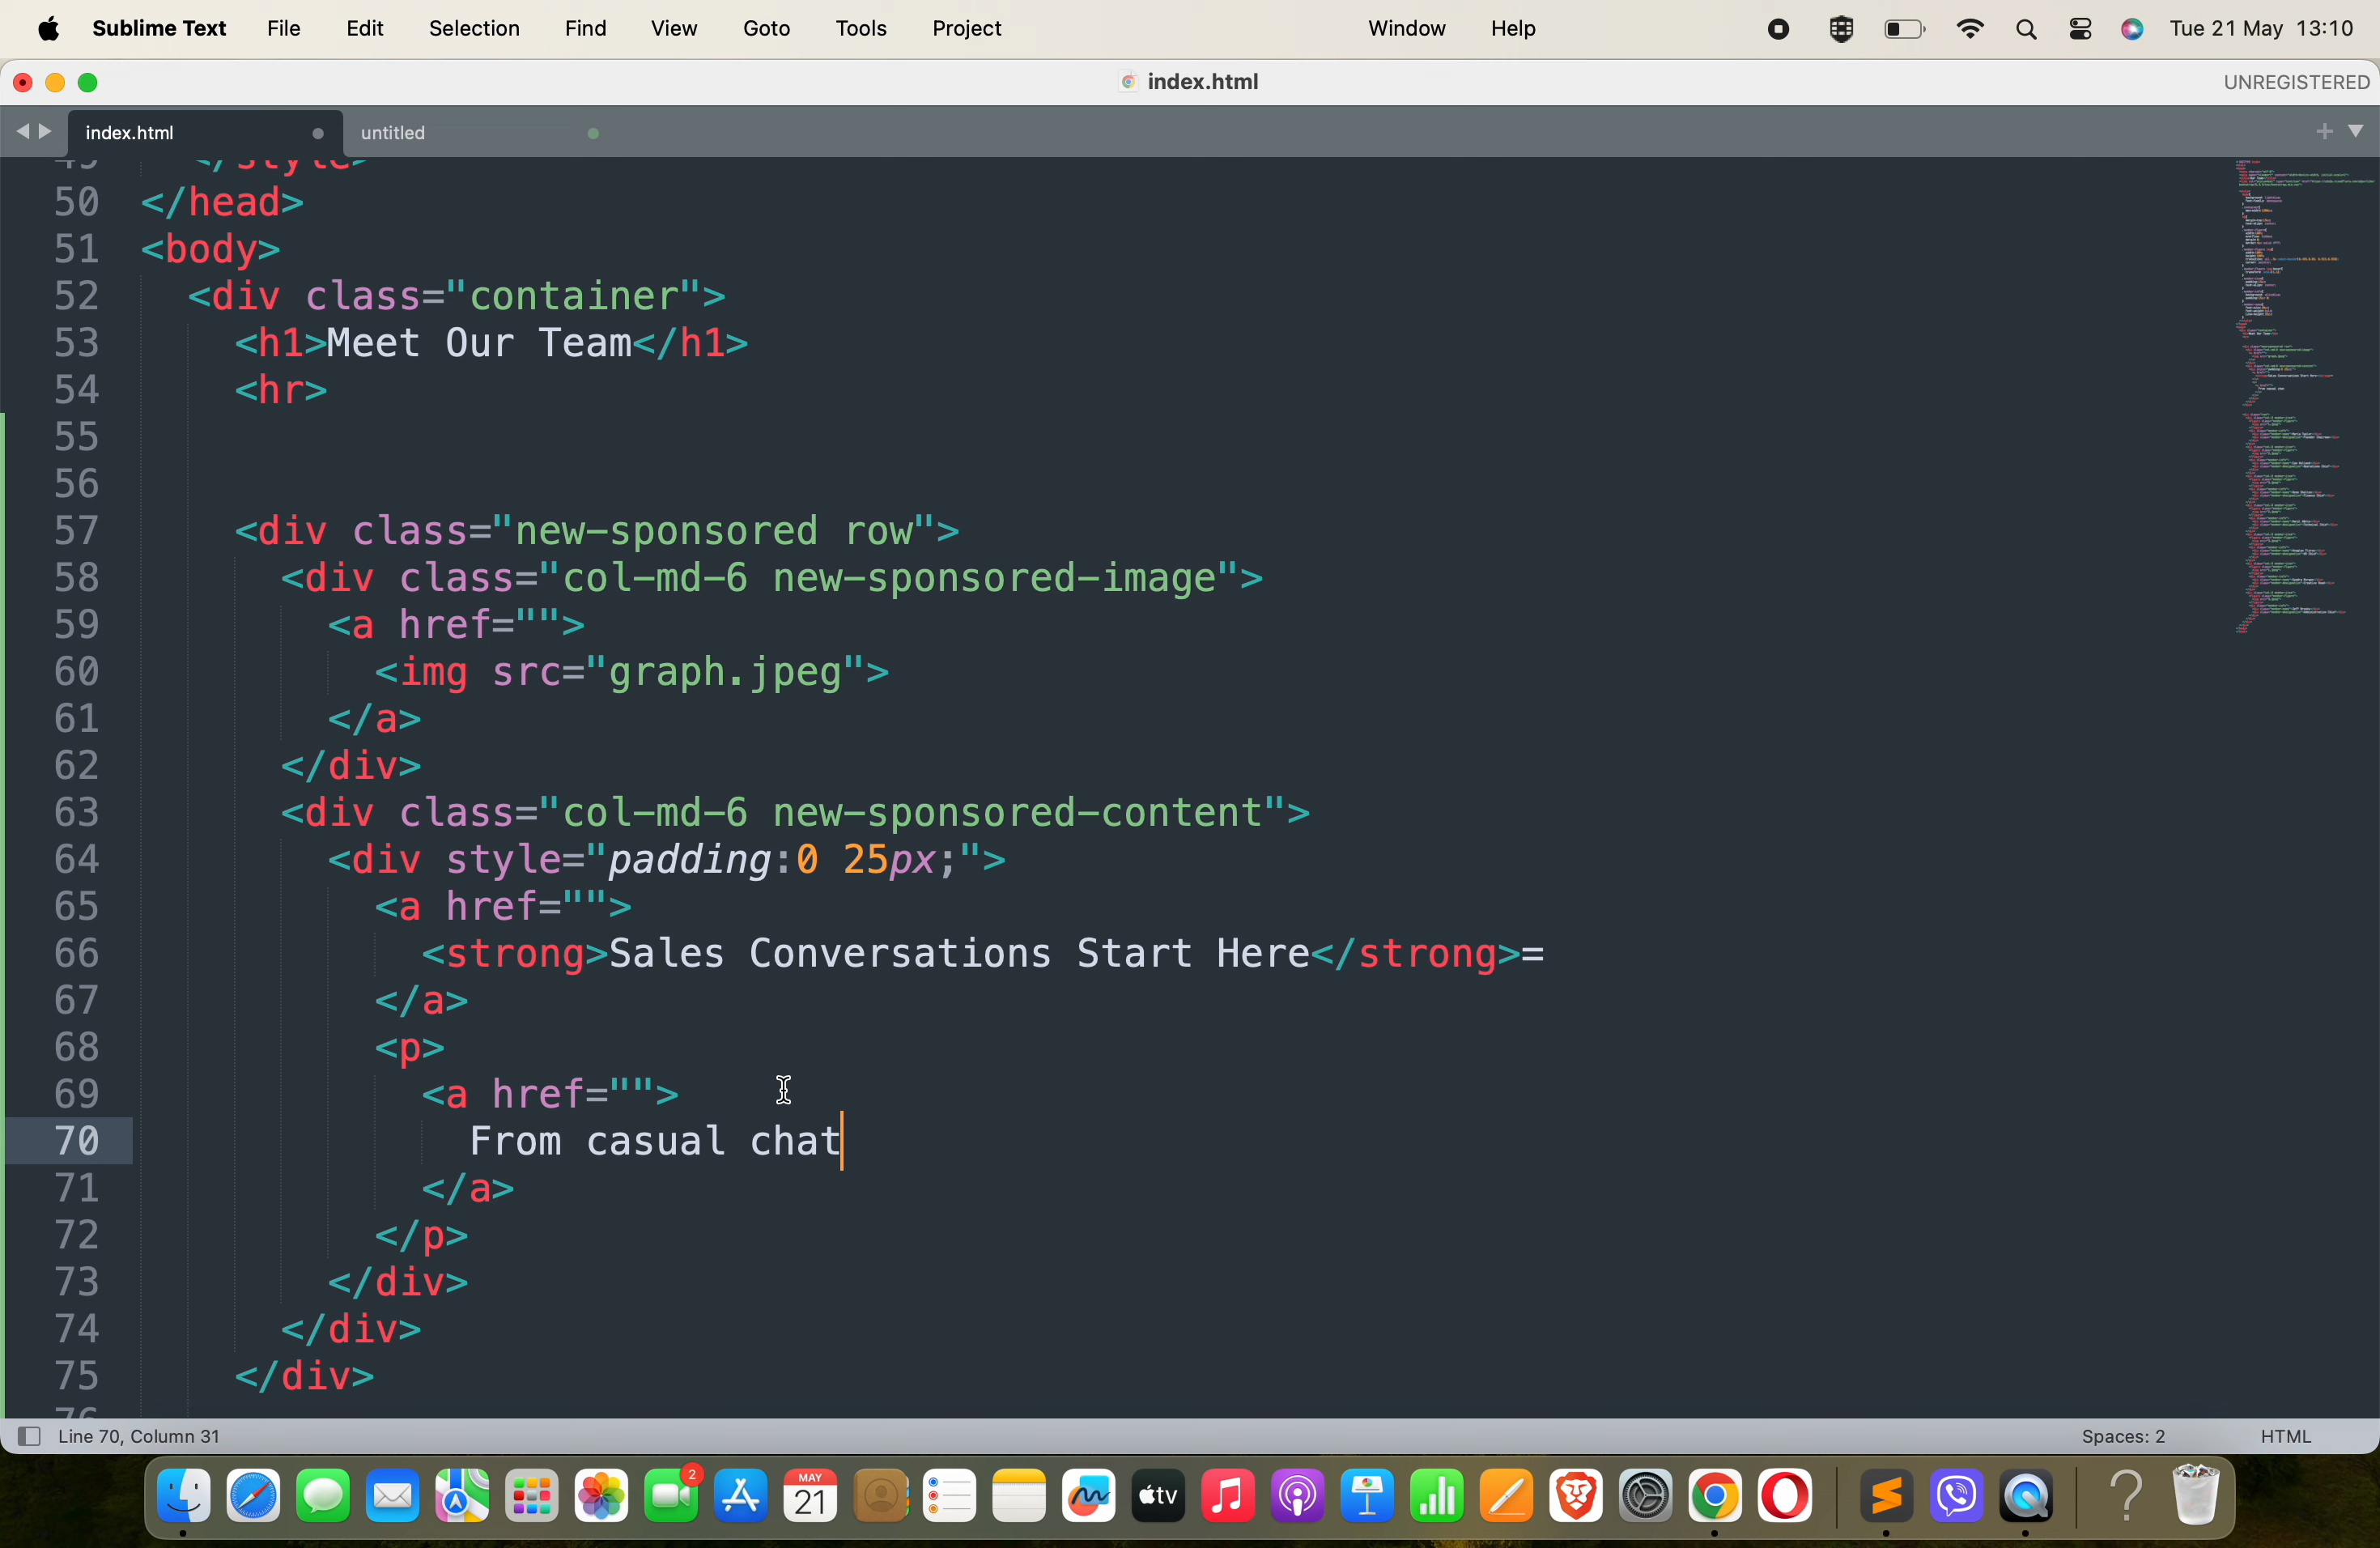 Sublime Text File Edit Selection Find View Goto Tools Project Window Help Tue 21 May 13:10
index.html UNREGISTERED
index.html untitled
49 </style>
50 </head>
51 <body>
52 <div class="container">
53 <h1>Meet Our Team</h1>
54 <hr>
55
56
57 <div class="new-sponsored row">
58 <div class="col-md-6 new-sponsored-image">
59 <a href="">
60 <img src="graph.jpeg">
61 </a>
62 </div>
63 <div class="col-md-6 new-sponsored-content">
64 <div style="padding:0 25px;">
65 <a href="">
66 <strong>Sales Conversations Start Here</strong>=
67 </a>
68 <p>
69 <a href="">
70 From casual chat
71 </a>
72 </p>
73 </div>
74 </div>
75 </div>
76
Line 70, Column 31 Spaces: 2 HTML
2
MAY
21
tv